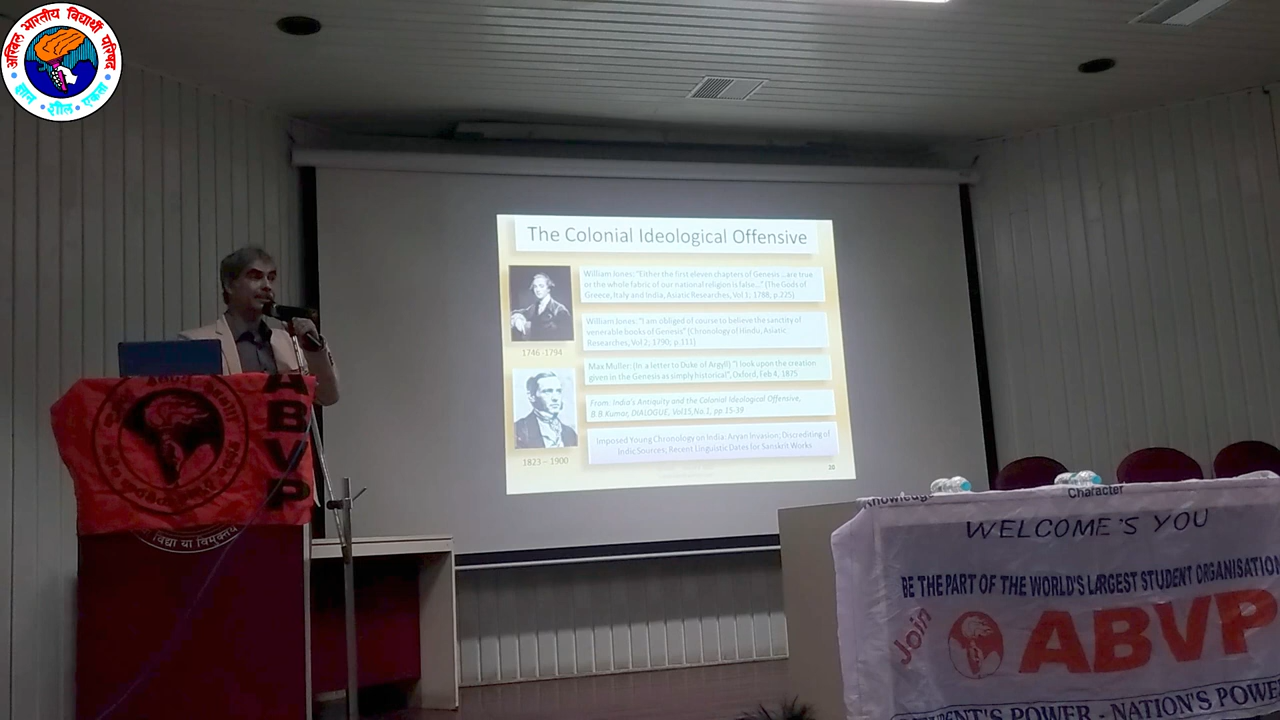 अखिल भारतीय विद्यार्थी परिषद
ज्ञान • शील • एकता
The Colonial Ideological Offensive
William Jones: "Either the first eleven chapters of Genesis ...are true
or the whole fabric of our national religion is false..." (The Gods of
Greece, Italy and India, Asiatic Researches, Vol 1, 1788, p.225)
William Jones: "I am obliged of course to believe the sanctity of
venerable books of Genesis" (Chronology of Hindu, Asiatic
Researches, Vol 2, 1790, p.111)
1746 -1794
Max Muller: (In a letter to Duke of Argyll) "I look upon the creation
given in the Genesis as simply historical", Oxford, Feb 4, 1875
From: India's Antiquity and the Colonial Ideological Offensive,
B B Kumar, DIALOGUE, Vol15,No.1, pp 15-39
Imposed Young Chronology on India: Aryan Invasion; Discrediting of
Indic Sources; Recent Linguistic Dates for Sanskrit Works
1823 – 1900
20
ABVP
विद्या या विमुक्तये
Knowledge
Character
WELCOME'S YOU
BE THE PART OF THE WORLD'S LARGEST STUDENT ORGANISATION
Join
ABVP
STUDENT'S POWER - NATION'S POWER